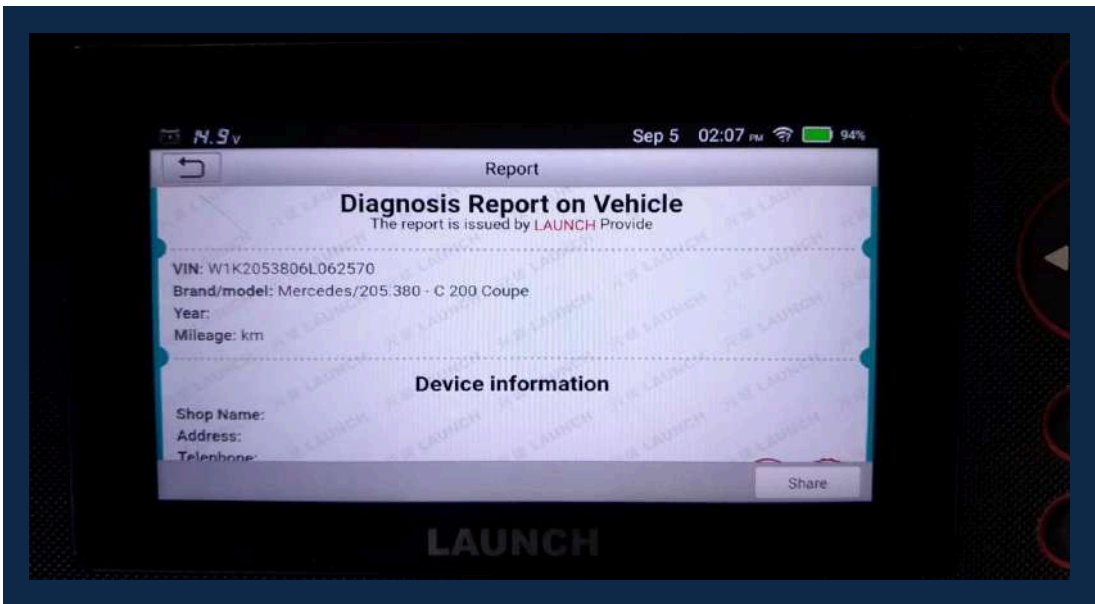 14.9 v
Sep 5 02:07 PM 94%
Report
Diagnosis Report on Vehicle
The report is issued by LAUNCH Provide
VIN: W1K2053806L062570
Brand/model: Mercedes/205.380 - C 200 Coupe
Year:
Mileage: km
Device information
Shop Name:
Address:
Telephone:
Share
LAUNCH